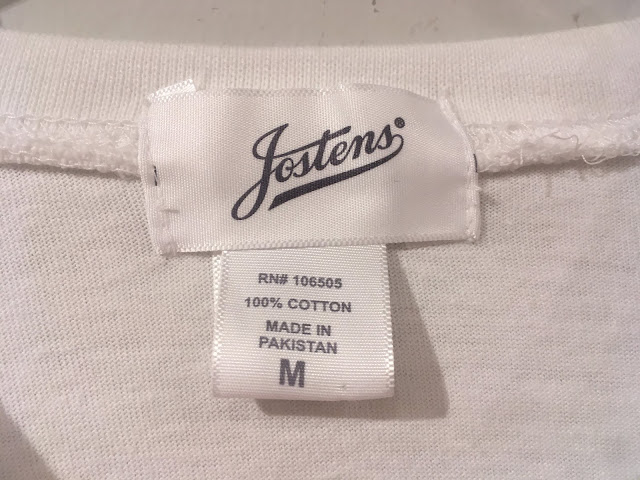 Jostens®
RN# 106505
100% COTTON
MADE IN
PAKISTAN
M